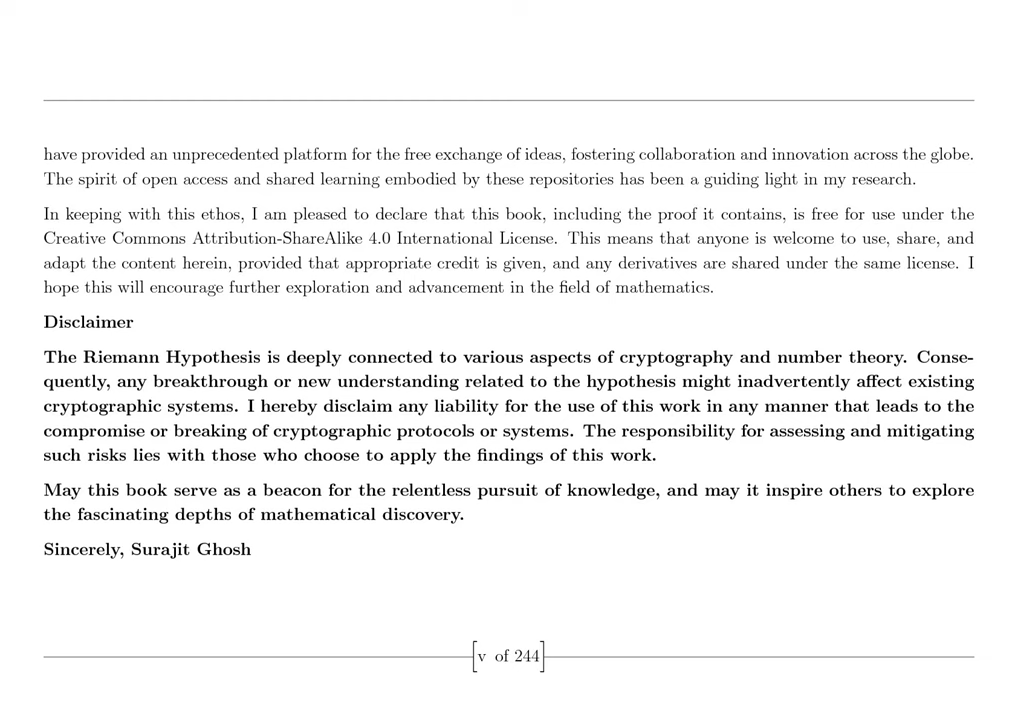 have provided an unprecedented platform for the free exchange of ideas, fostering collaboration and innovation across the globe.
The spirit of open access and shared learning embodied by these repositories has been a guiding light in my research.
In keeping with this ethos, I am pleased to declare that this book, including the proof it contains, is free for use under the
Creative Commons Attribution-ShareAlike 4.0 International License. This means that anyone is welcome to use, share, and
adapt the content herein, provided that appropriate credit is given, and any derivatives are shared under the same license. I
hope this will encourage further exploration and advancement in the field of mathematics.
Disclaimer
The Riemann Hypothesis is deeply connected to various aspects of cryptography and number theory. Conse-
quently, any breakthrough or new understanding related to the hypothesis might inadvertently affect existing
cryptographic systems. I hereby disclaim any liability for the use of this work in any manner that leads to the
compromise or breaking of cryptographic protocols or systems. The responsibility for assessing and mitigating
such risks lies with those who choose to apply the findings of this work.
May this book serve as a beacon for the relentless pursuit of knowledge, and may it inspire others to explore
the fascinating depths of mathematical discovery.
Sincerely, Surajit Ghosh
v of 244